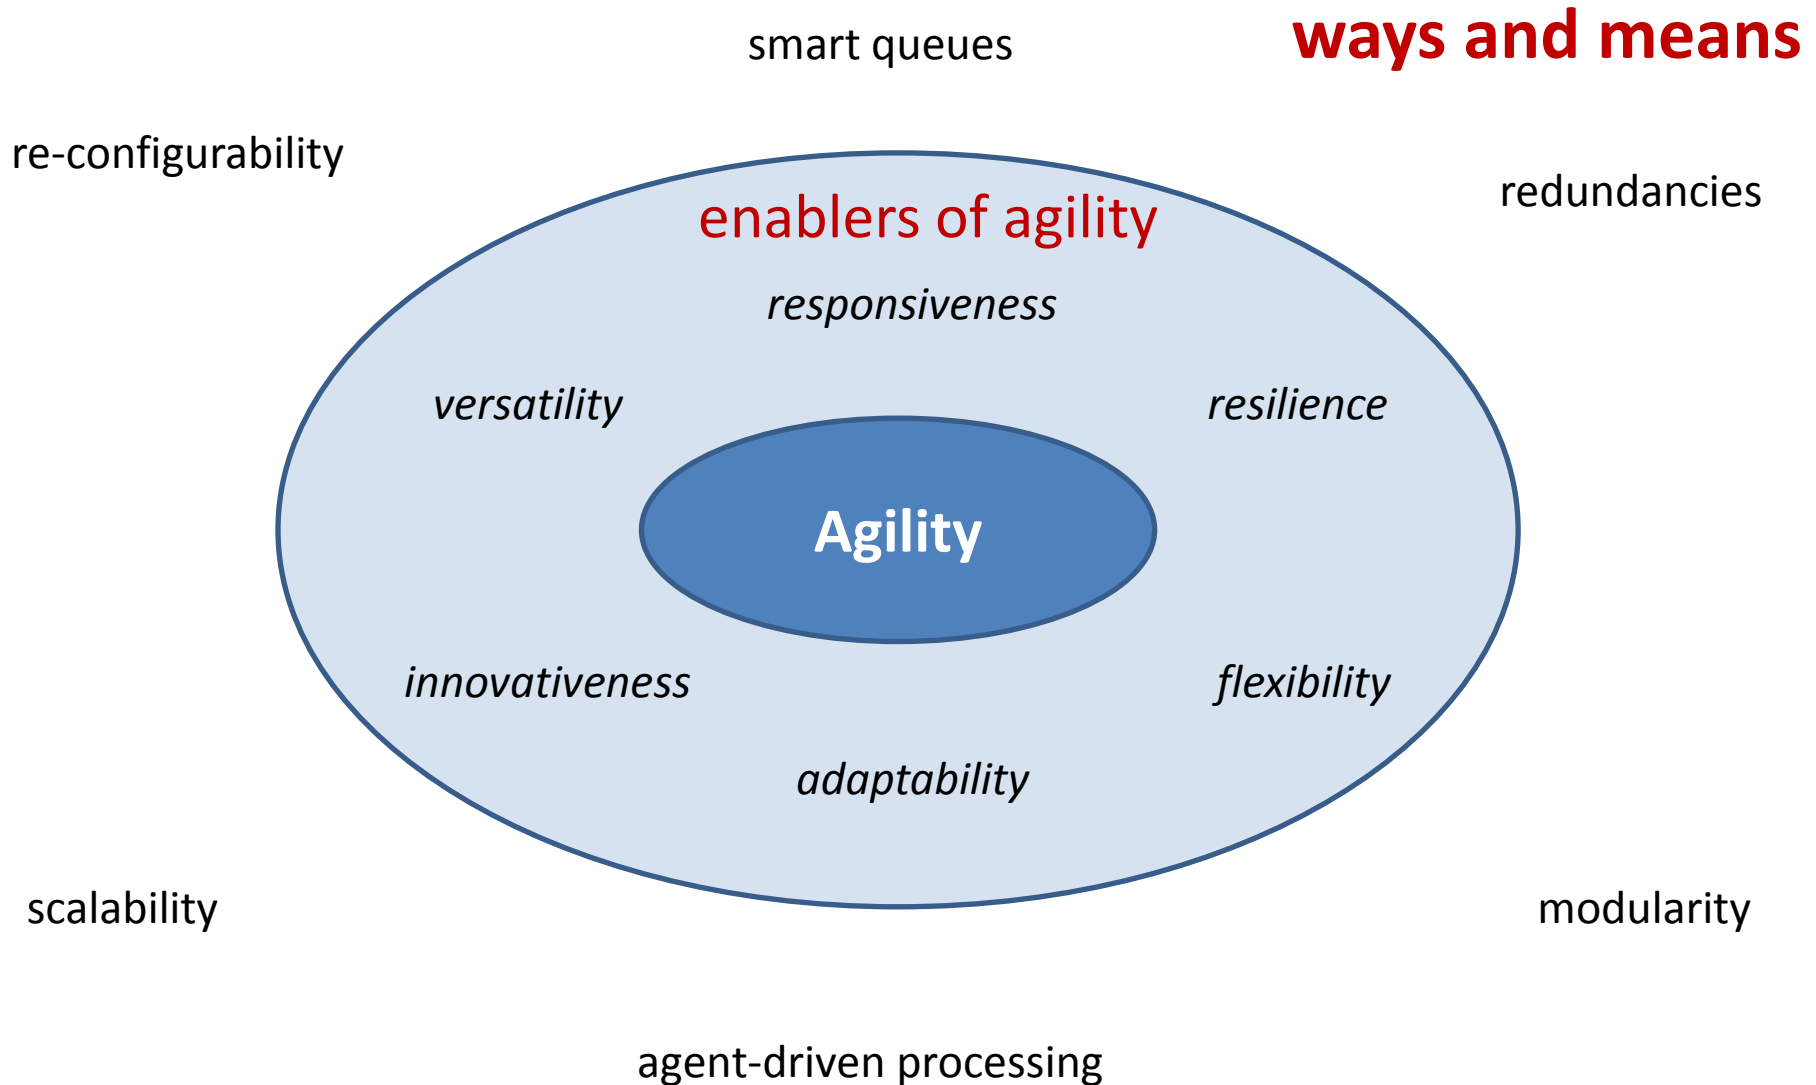 ways and means
smart queues
re-configurability
redundancies
enablers of agility
responsiveness
versatility
resilience
Agility
innovativeness
flexibility
adaptability
scalability
modularity
agent-driven processing